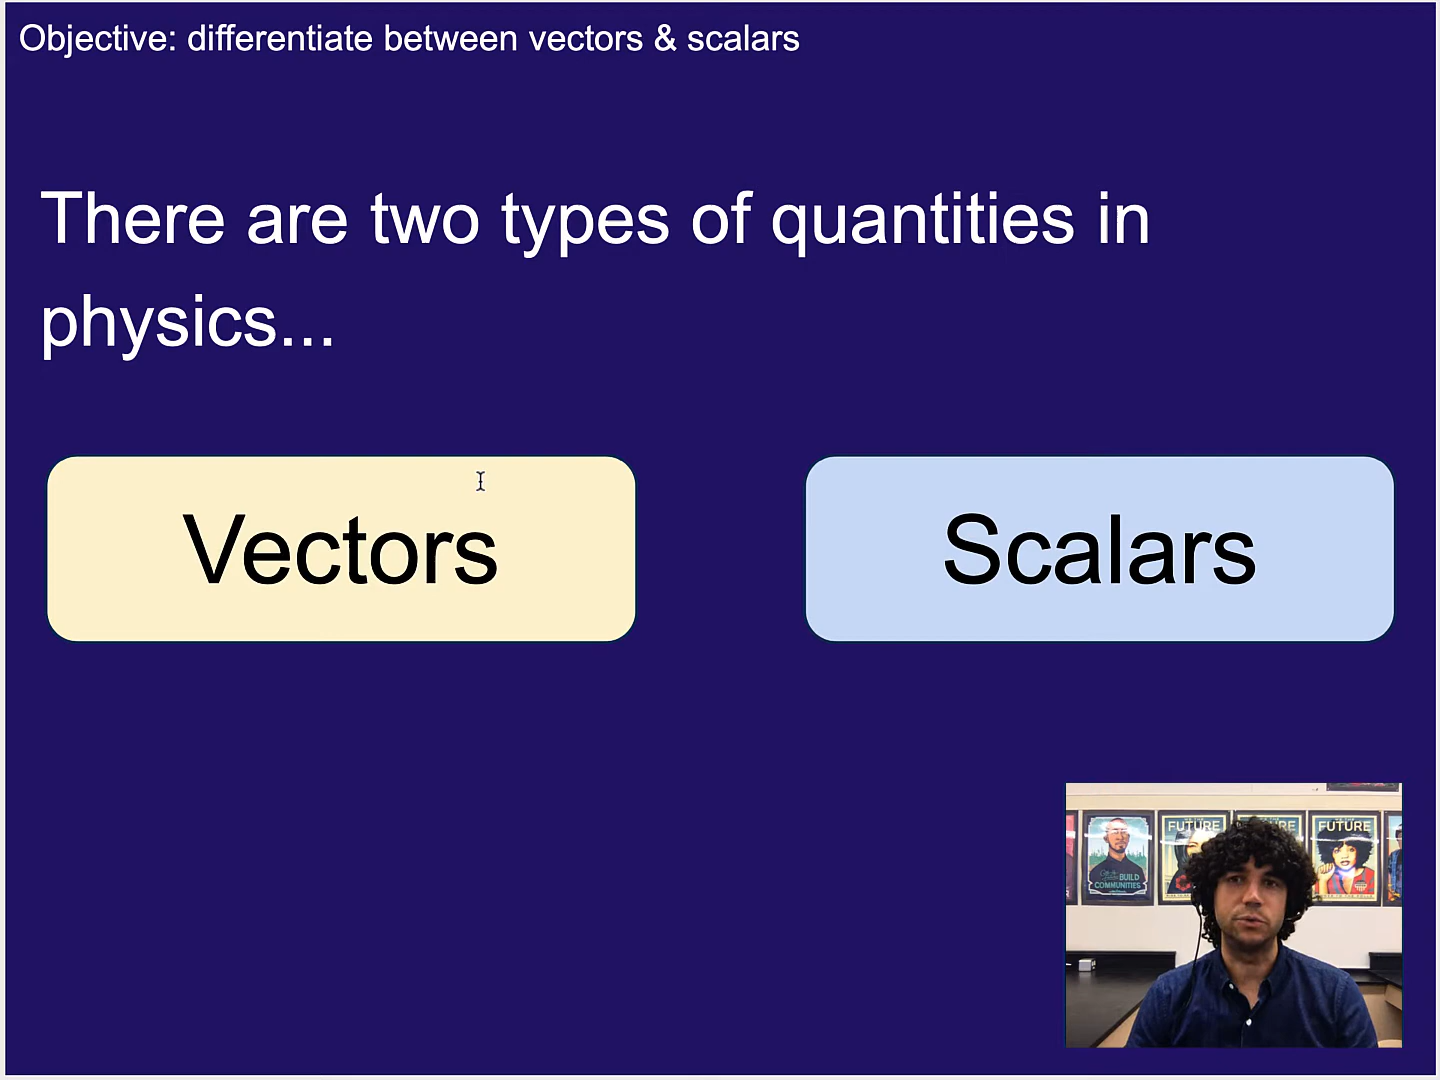 Objective: differentiate between vectors & scalars
There are two types of quantities in
physics...
Vectors
Scalars
FUTURE
FUTURE
BUILD
COMMUNITIES